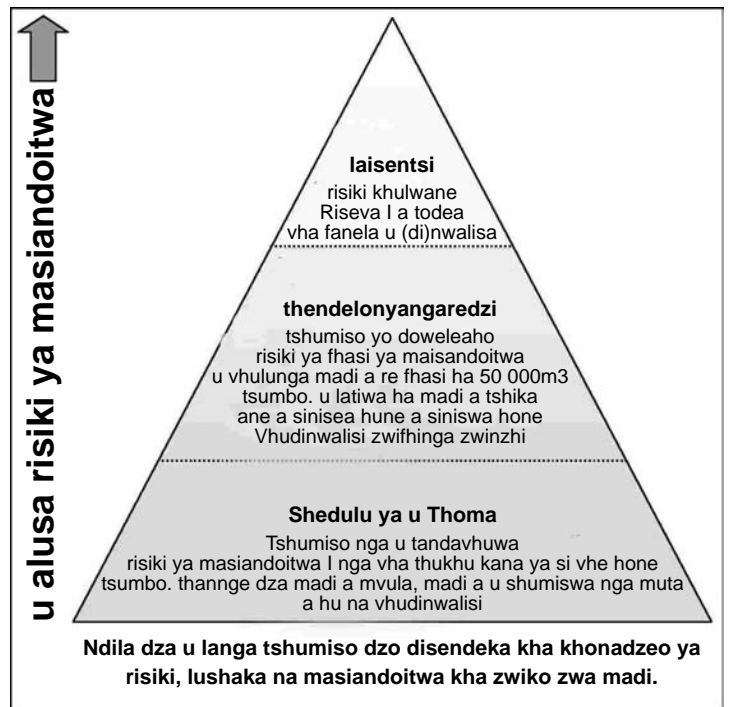 u alusa risiki ya masiandoitwa
laisentsi
risiki khulwane
Riseva I a todea
vha fanela u (di)nwalisa
thendelonyangaredzi
tshumiso yo doweleaho
risiki ya fhasi ya maisandoitwa
u vhulunga madi a re fhasi ha 50 000m3
tsumbo. u latiwa ha madi a tshika
ane a sinisea hune a siniswa hone
Vhudinwalisi zwifhinga zwinzhi
Shedulu ya u Thoma
Tshumiso nga u tandavhuwa
risiki ya masiandoitwa I nga vha thukhu kana ya si vhe hone
tsumbo. thannge dza madi a mvula, madi a u shumiswa nga muta
a hu na vhudinwalisi
Ndila dza u langa tshumiso dzo disendeka kha khonadzeo ya
risiki, lushaka na masiandoitwa kha zwiko zwa madi.